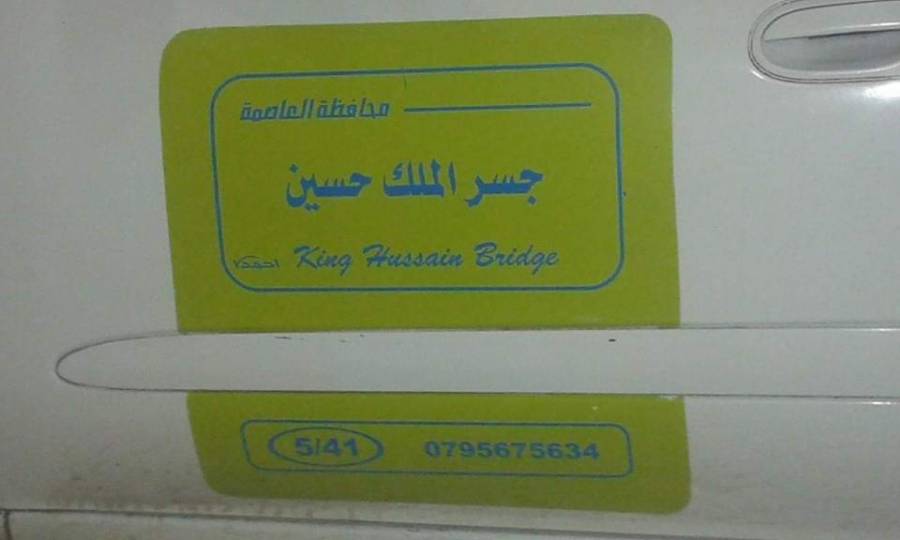 محافظة العاصمة
جسر الملك حسين
King Hussain Bridge
5/41 0795675634